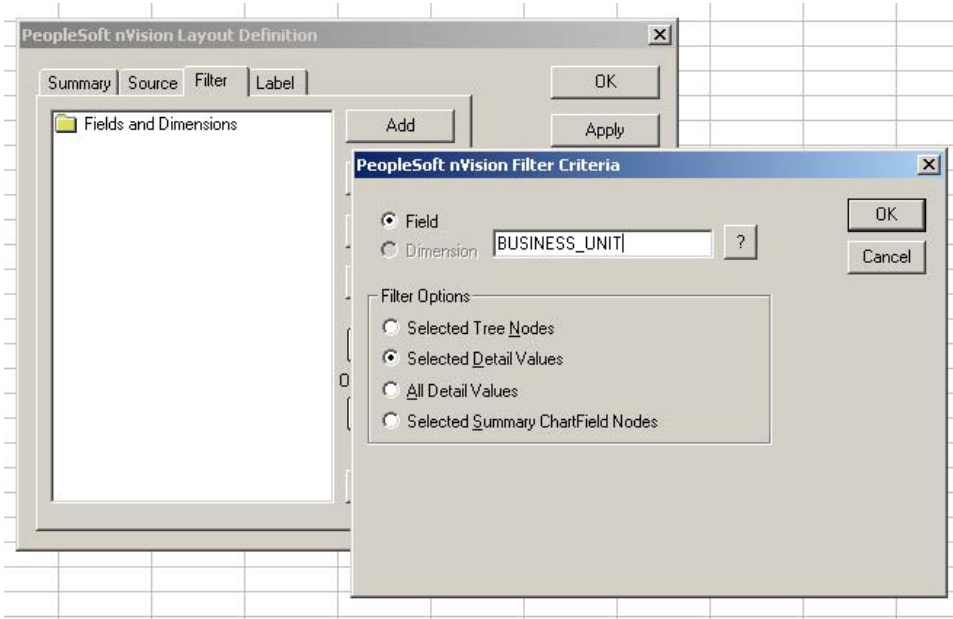 PeopleSoft nVision Layout Definition
Summary Source Filter Label
OK
Fields and Dimensions
Add
Apply
PeopleSoft nVision Filter Criteria
Field
Dimension
BUSINESS_UNIT
?
OK
Cancel
Filter Options
Selected Tree Nodes
Selected Detail Values
All Detail Values
Selected Summary ChartField Nodes